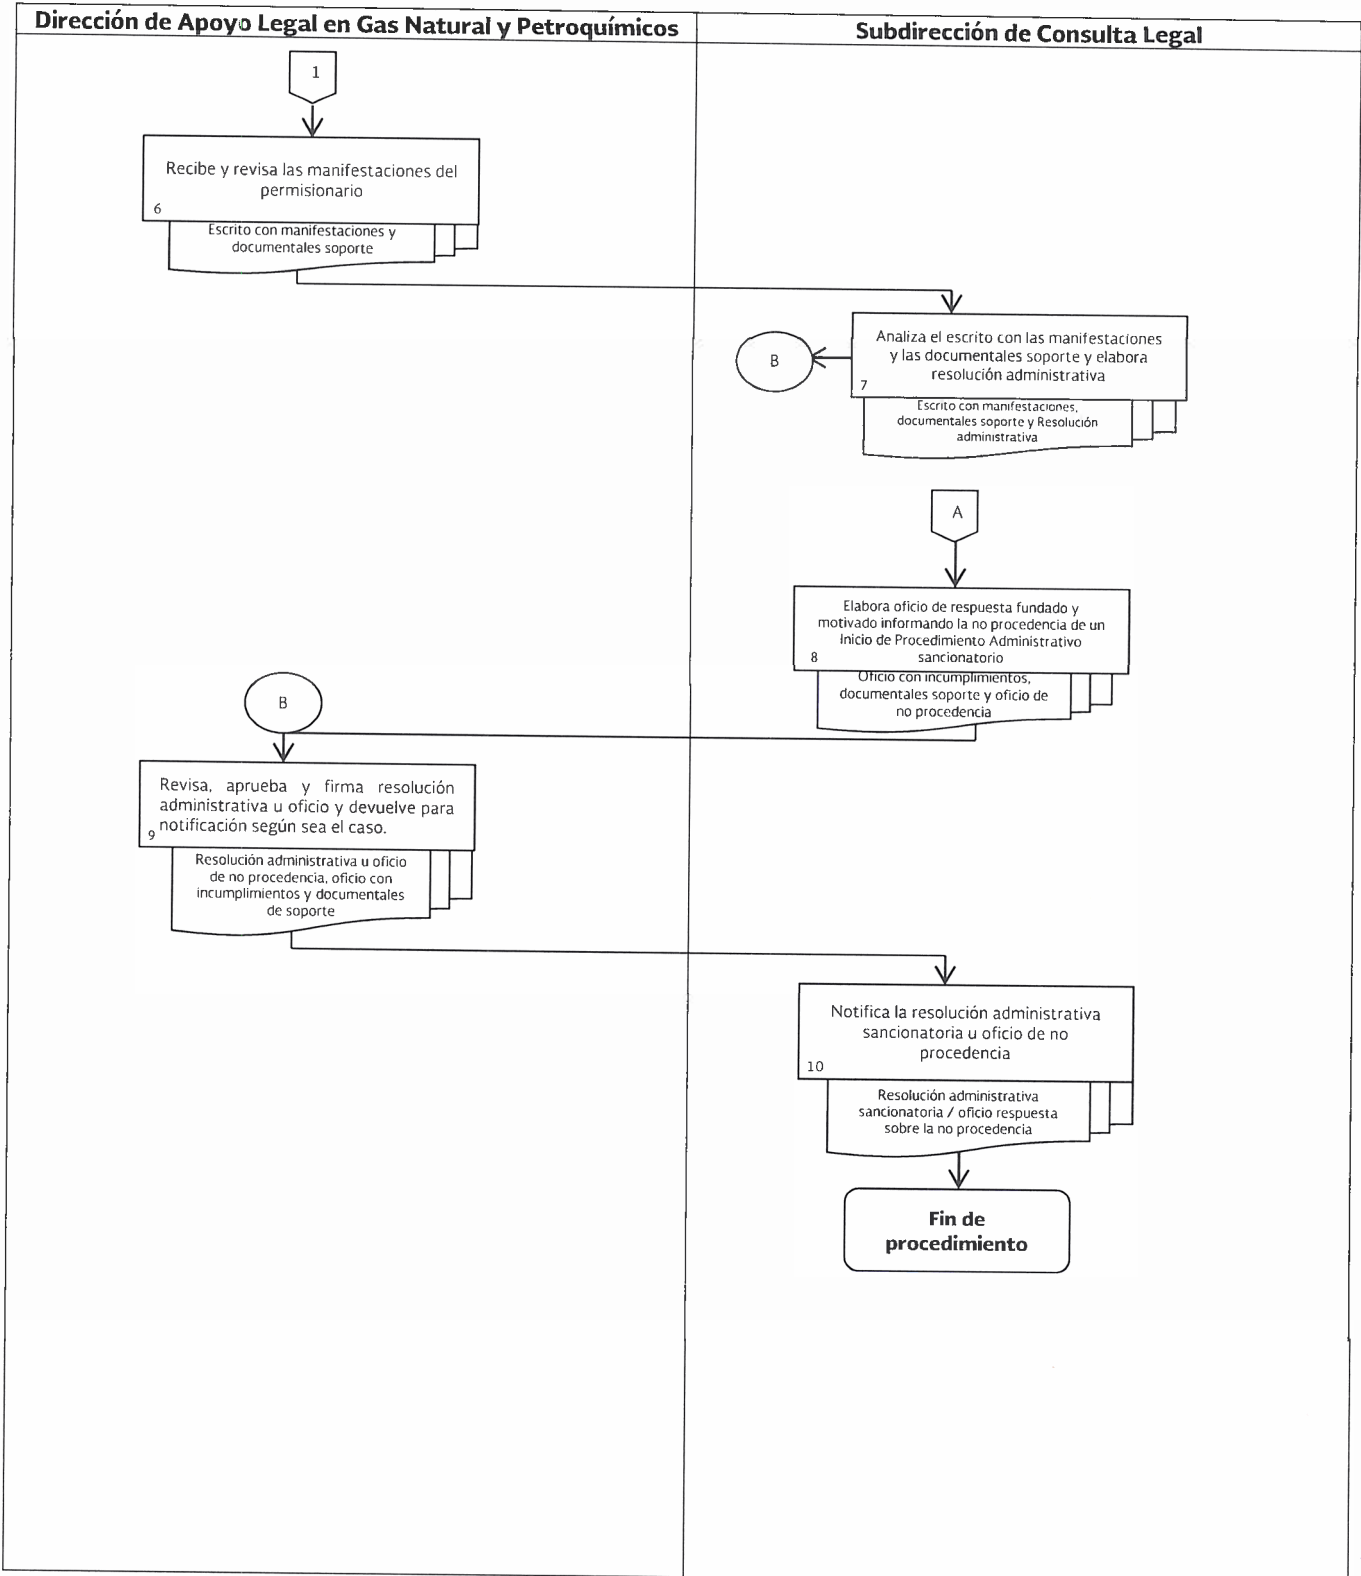 Dirección de Apoyo Legal en Gas Natural y Petroquímicos
Subdirección de Consulta Legal
1
Recibe y revisa las manifestaciones del
permisionario
6
Escrito con manifestaciones y
documentales soporte
Analiza el escrito con las manifestaciones
y las documentales soporte y elabora
resolución administrativa
7
B
Escrito con manifestaciones,
documentales soporte y Resolución
administrativa
A
Elabora oficio de respuesta fundado y
motivado informando la no procedencia de un
Inicio de Procedimiento Administrativo
sancionatorio
8
Oficio con incumplimientos,
documentales soporte y oficio de
no procedencia
B
Revisa, aprueba y firma resolución
administrativa u oficio y devuelve para
notificación según sea el caso.
9
Resolución administrativa u oficio
de no procedencia, oficio con
incumplimientos y documentales
de soporte
Notifica la resolución administrativa
sancionatoria u oficio de no
procedencia
10
Resolución administrativa
sancionatoria / oficio respuesta
sobre la no procedencia
Fin de
procedimiento